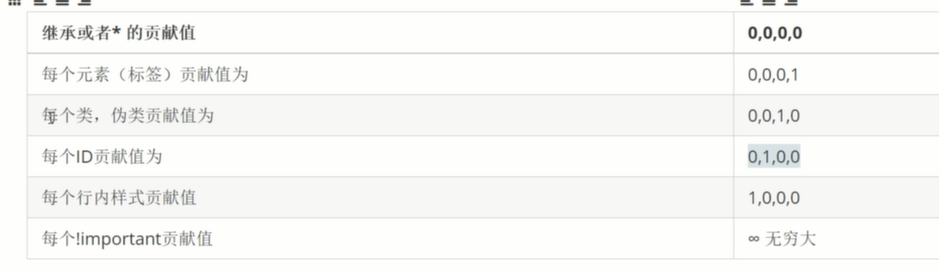 继承或者* 的贡献值 0,0,0,0
每个元素（标签）贡献值为 0,0,0,1
每个类，伪类贡献值为 0,0,1,0
每个ID贡献值为 0,1,0,0
每个行内样式贡献值 1,0,0,0
每个!important贡献值 ∞ 无穷大